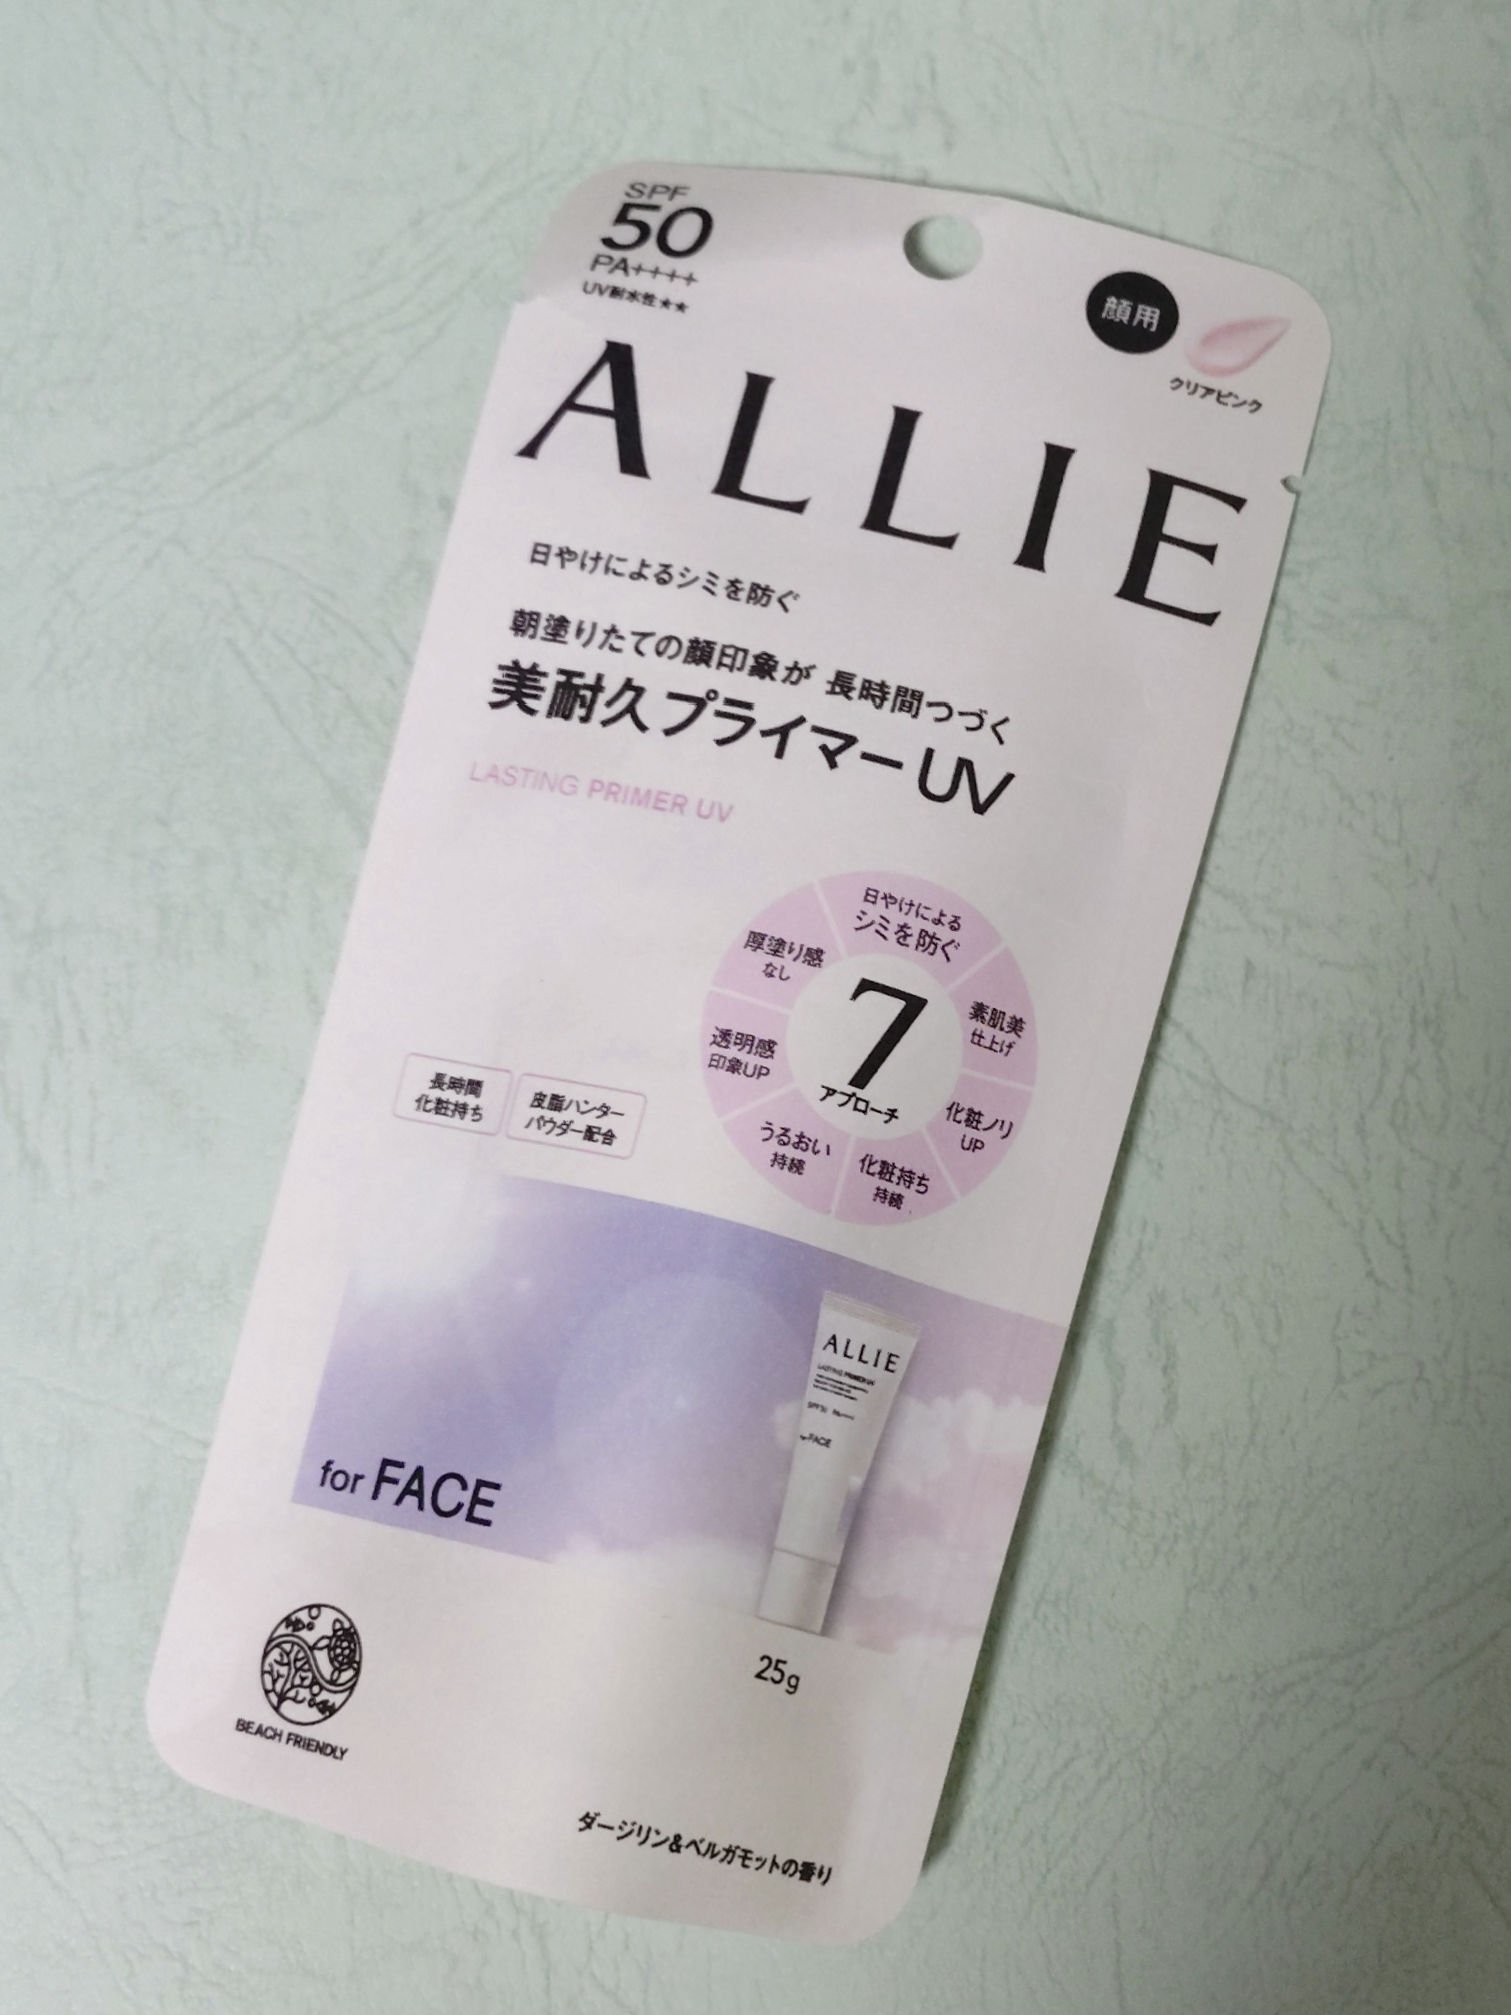 SPF
50
PA++++
UV耐水性★★
顔用
クリアピンク
ALLIE
日やけによるシミを防ぐ
朝塗りたての顔印象が 長時間つづく
美耐久プライマーUV
LASTING PRIMER UV
日やけによる
シミを防ぐ
素肌美
仕上げ
化粧ノリ
UP
化粧持ち
持続
うるおい
持続
透明感
印象UP
厚塗り感
なし
7
アプローチ
長時間
化粧持ち
皮脂ハンター
パウダー配合
ALLIE
LASTING PRIMER UV
FACE
for FACE
25g
BEACH FRIENDLY
ダージリン&ベルガモットの香り